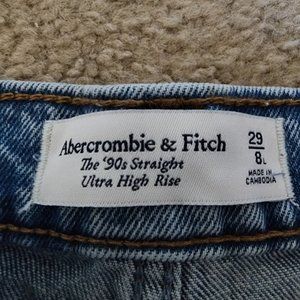 Abercrombie & Fitch
The '90s Straight
Ultra High Rise
29
8L
MADE IN
CAMBODIA